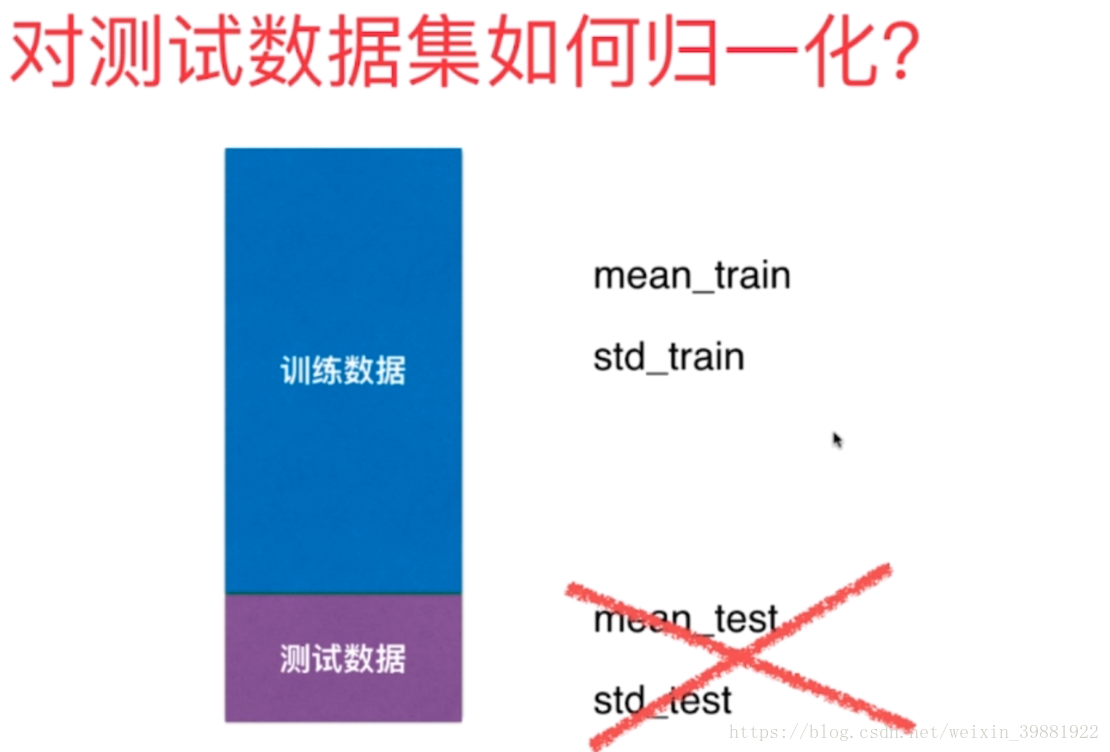 对测试数据集如何归一化?
训练数据
mean_train
std_train
测试数据
mean_test
std_test
https://blog.csdn.net/weixin_39881922